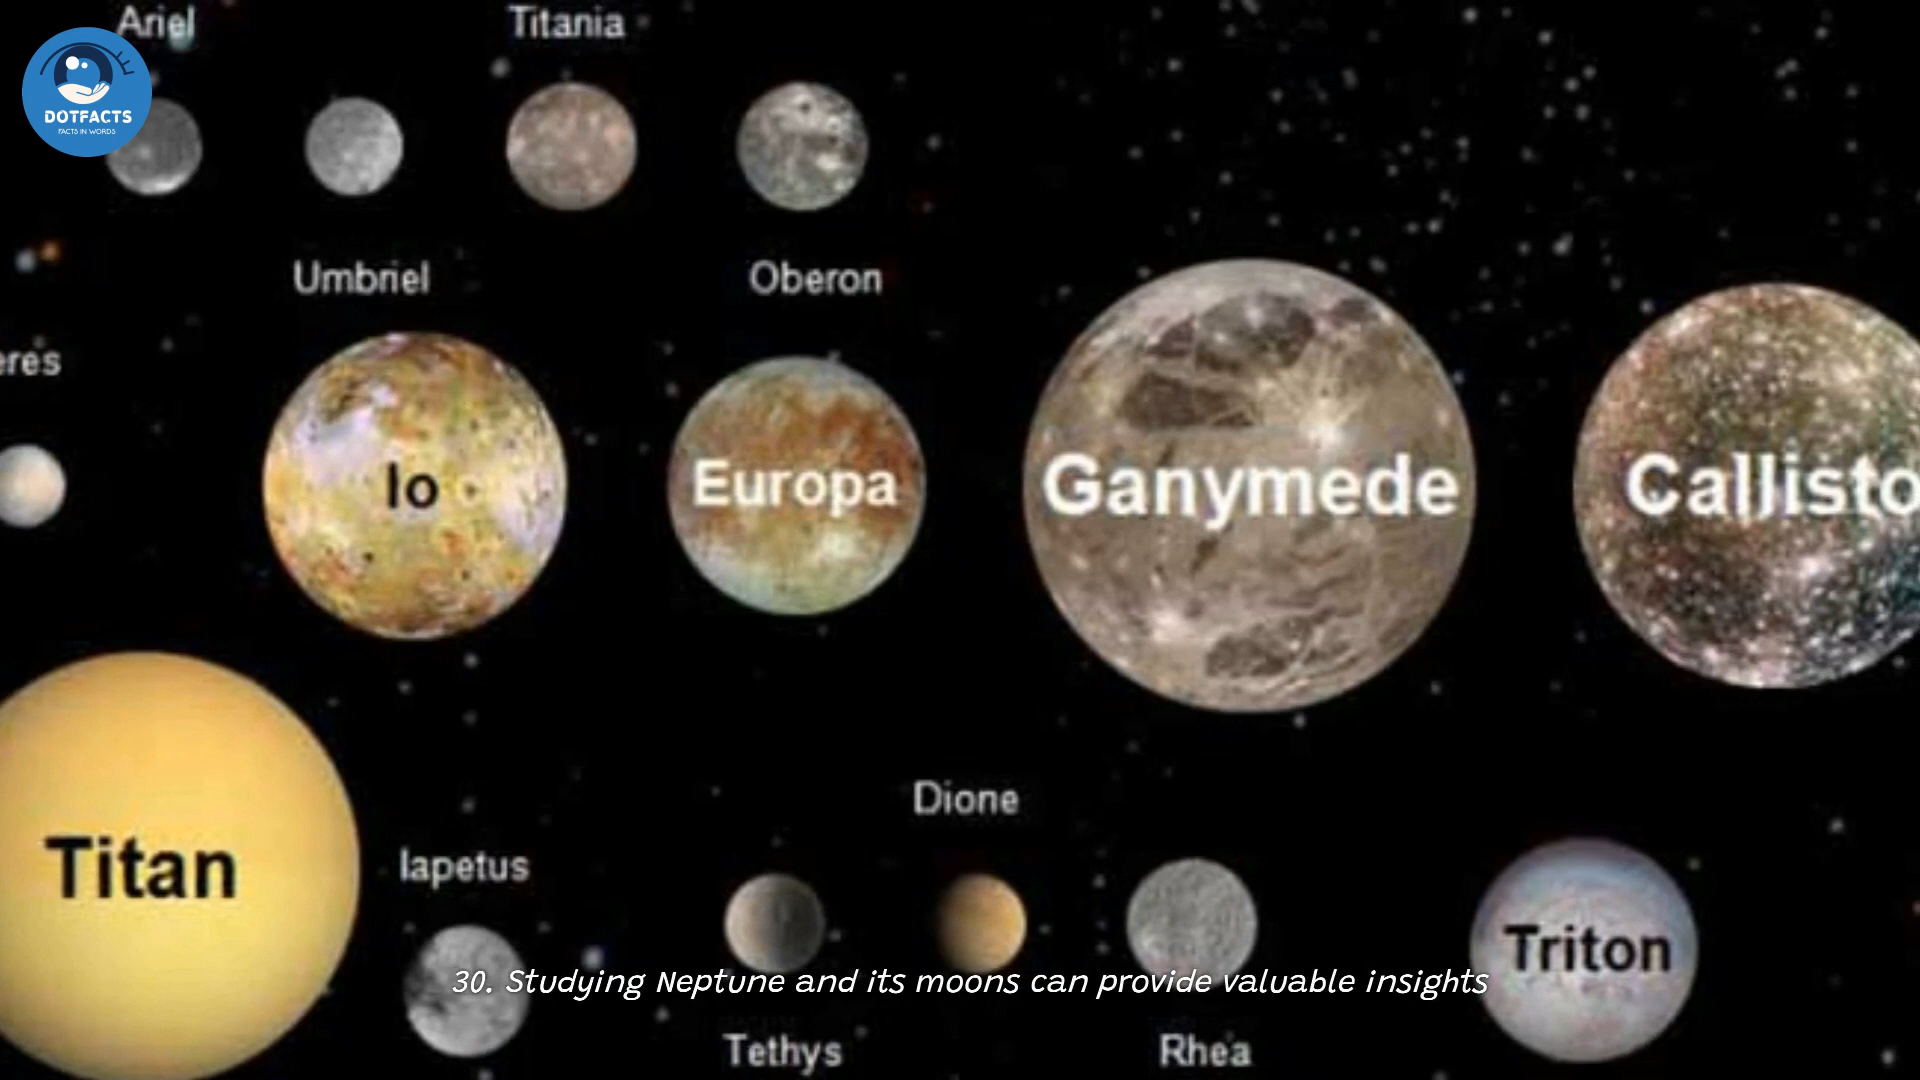 Ariel
Titania
DOTFACTS
FACTS IN WORDS
Umbriel
Oberon
eres
Io
Europa
Ganymede
Callisto
Dione
Titan
Iapetus
Triton
30. Studying Neptune and its moons can provide valuable insights
Tethys
Rhea